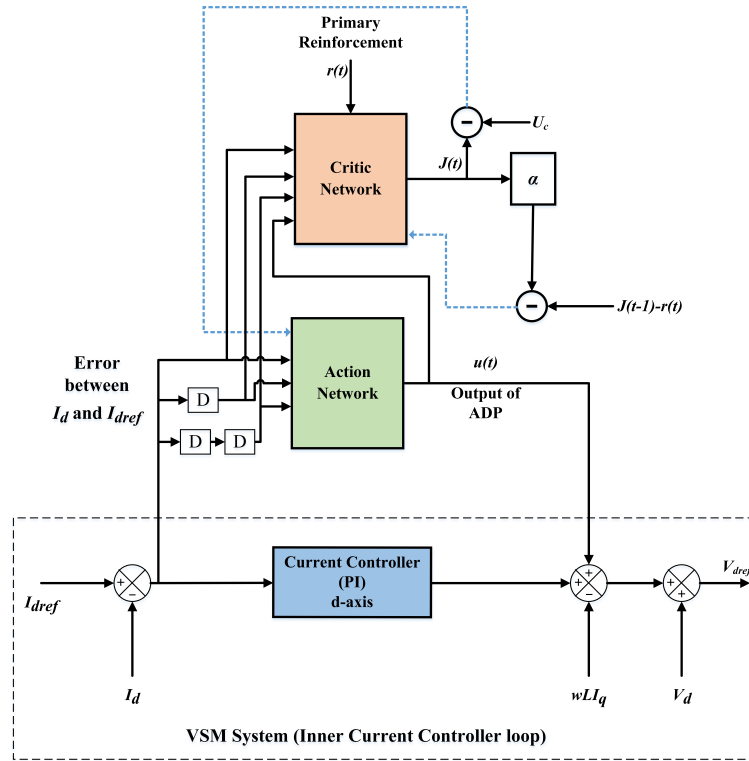 Primary
Reinforcement
r(t)
−
U_c
Critic
Network
J(t)
α
−
J(t-1)-r(t)
Error
between
I_d and I_dref
D
D
D
Action
Network
u(t)
Output of
ADP
I_dref
+
−
I_d
Current Controller
(PI)
d-axis
+
+
−
wLI_q
+
+
V_d
V_dref
VSM System (Inner Current Controller loop)